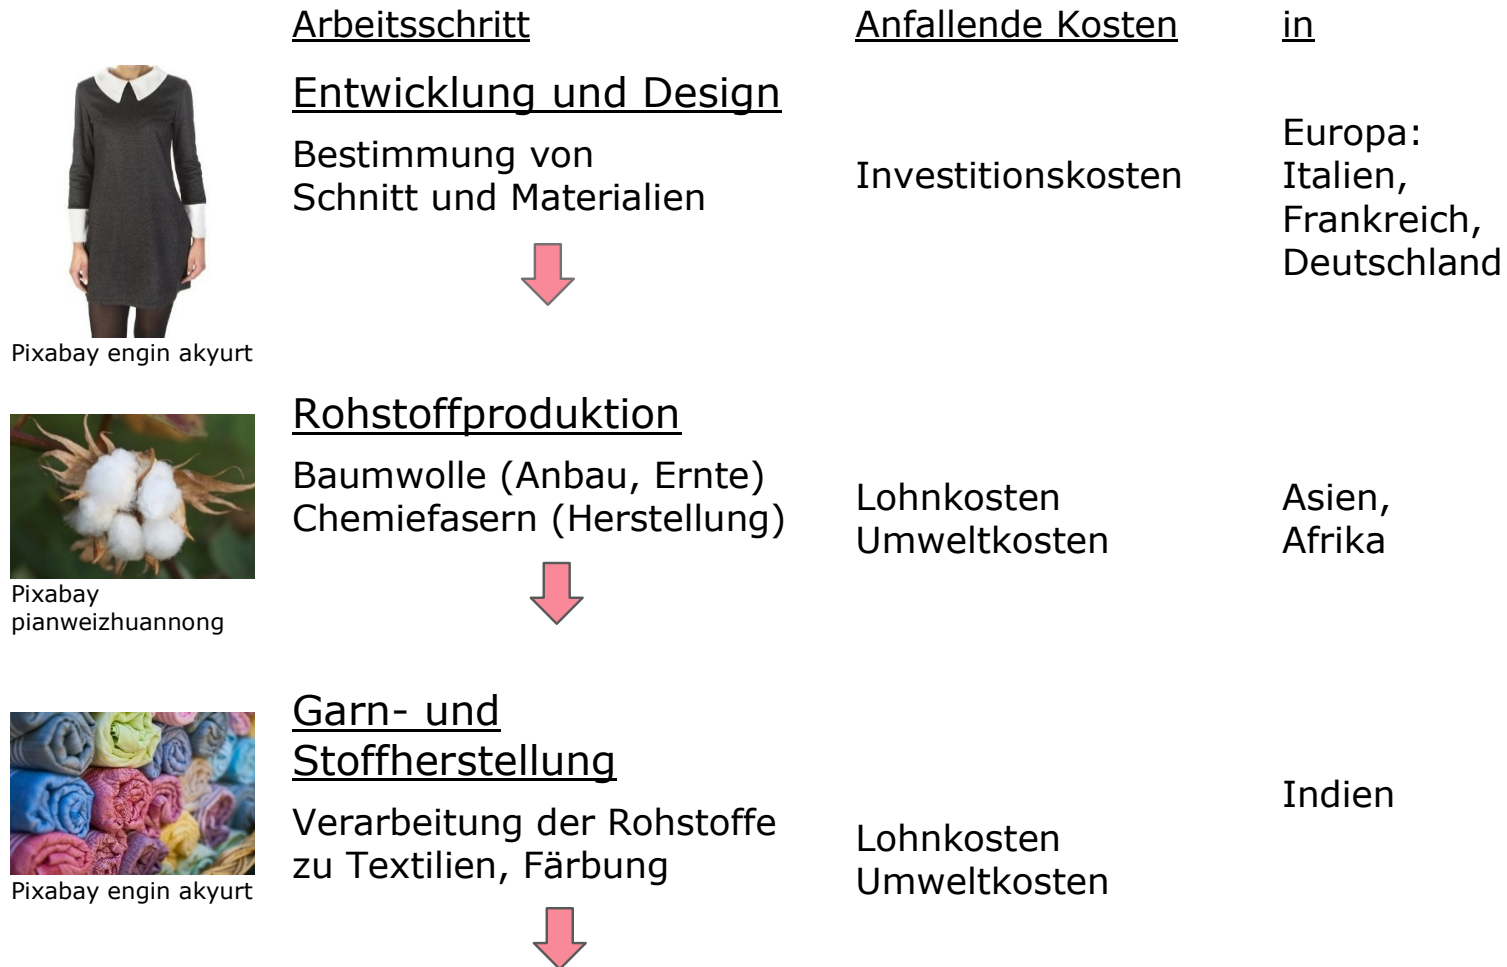 Arbeitsschritt Anfallende Kosten in
Entwicklung und Design
Bestimmung von
Schnitt und Materialien
Investitionskosten
Europa:
Italien,
Frankreich,
Deutschland
Pixabay engin akyurt
Rohstoffproduktion
Baumwolle (Anbau, Ernte)
Chemiefasern (Herstellung)
Lohnkosten
Umweltkosten
Asien,
Afrika
Pixabay
pianweizhuannong
Garn- und
Stoffherstellung
Verarbeitung der Rohstoffe
zu Textilien, Färbung
Lohnkosten
Umweltkosten
Indien
Pixabay engin akyurt